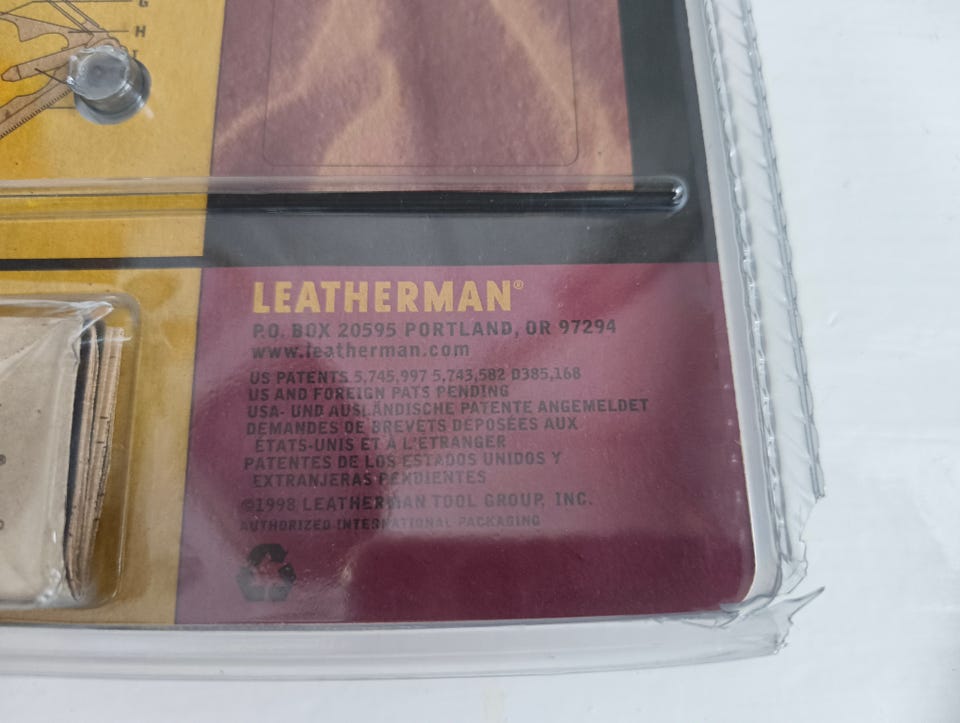 G
H
I
LEATHERMAN®
P.O. BOX 20595 PORTLAND, OR 97294
www.leatherman.com
US PATENTS 5,745,997 5,743,582 D385,168
US AND FOREIGN PATS PENDING
USA- UND AUSLÄNDISCHE PATENTE ANGEMELDET
DEMANDES DE BREVETS DEPOSÉES AUX
ÉTATS-UNIS ET À L'ÉTRANGER
PATENTES DE LOS ESTADOS UNIDOS Y
EXTRANJERAS PENDIENTES
©1998 LEATHERMAN TOOL GROUP, INC.
AUTHORIZED INTERNATIONAL PACKAGING